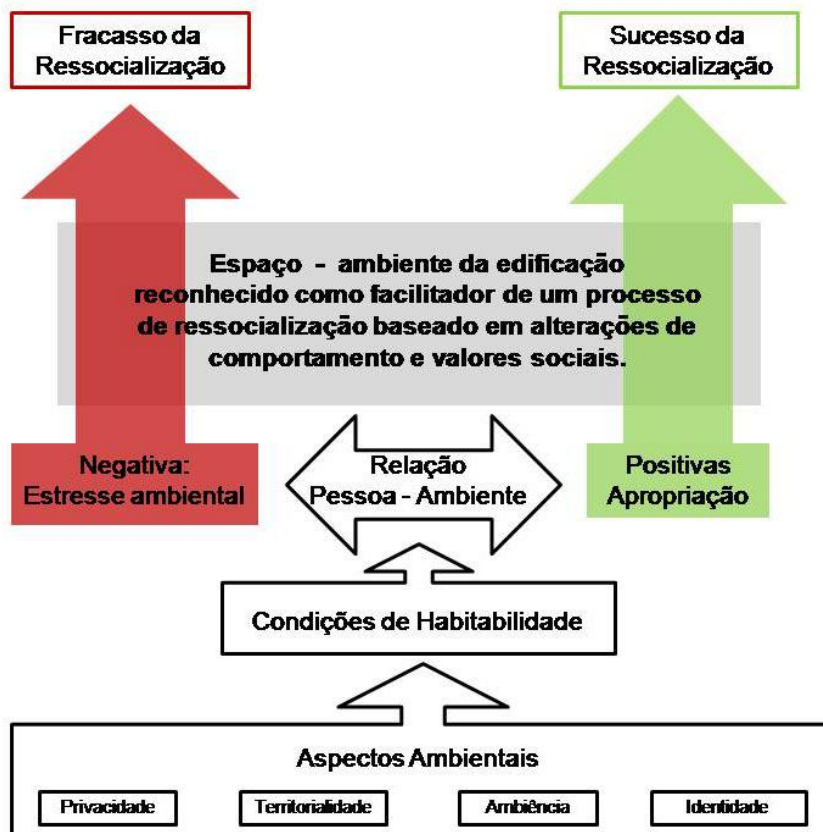 Fracasso da
Ressocialização
Sucesso da
Ressocialização
Espaço - ambiente da edificação
reconhecido como facilitador de um processo
de ressocialização baseado em alterações de
comportamento e valores sociais.
Negativa:
Estresse ambiental
Relação
Pessoa - Ambiente
Positivas
Apropriação
Condições de Habitabilidade
Aspectos Ambientais
Privacidade
Territorialidade
Ambiência
Identidade